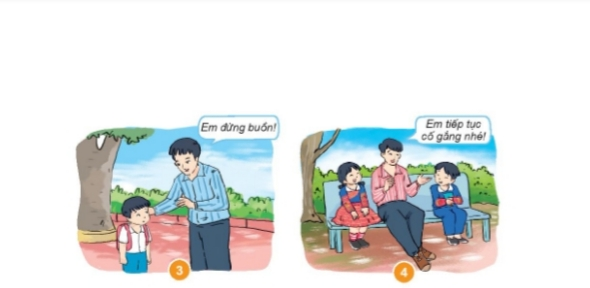 Em đừng buồn!
Em tiếp tục
cố gắng nhé!
3
4